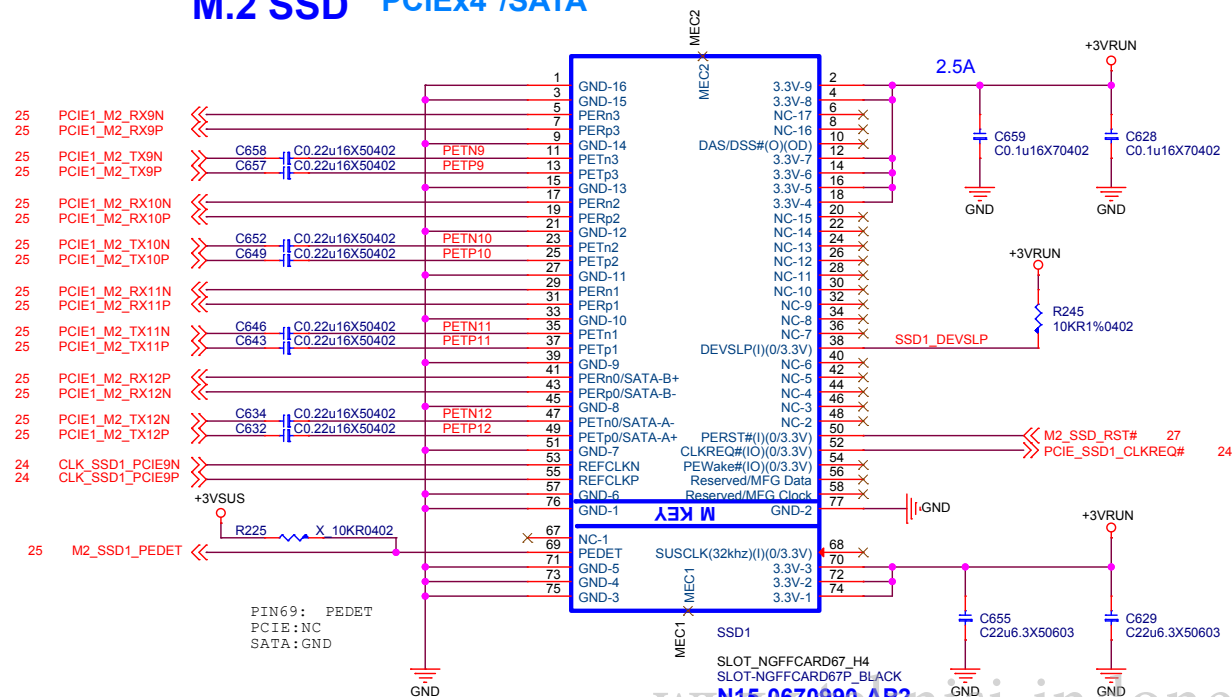 M.2 SSD PCIEx4 /SATA
MEC2
MEC2
+3VRUN
2.5A
1 GND-16 3.3V-9 2
3 GND-15 3.3V-8 4
25 PCIE1_M2_RX9N 5 PERn3 NC-17 6
25 PCIE1_M2_RX9P 7 PERp3 NC-16 8
9 GND-14 DAS/DSS#(O)(OD) 10
25 PCIE1_M2_TX9N C658 C0.22u16X50402 PETN9 11 PETn3 3.3V-7 12
25 PCIE1_M2_TX9P C657 C0.22u16X50402 PETP9 13 PETp3 3.3V-6 14
C659
C0.1u16X70402
C628
C0.1u16X70402
15 GND-13 3.3V-5 16
25 PCIE1_M2_RX10N 17 PERn2 3.3V-4 18
25 PCIE1_M2_RX10P 19 PERp2 NC-15 20
GND GND
21 GND-12 NC-14 22
25 PCIE1_M2_TX10N C652 C0.22u16X50402 PETN10 23 PETn2 NC-13 24
25 PCIE1_M2_TX10P C649 C0.22u16X50402 PETP10 25 PETp2 NC-12 26
+3VRUN
27 GND-11 NC-11 28
25 PCIE1_M2_RX11N 29 PERn1 NC-10 30
25 PCIE1_M2_RX11P 31 PERp1 NC-9 32
R245
10KR1%0402
33 GND-10 NC-8 34
25 PCIE1_M2_TX11N C646 C0.22u16X50402 PETN11 35 PETn1 NC-7 36
25 PCIE1_M2_TX11P C643 C0.22u16X50402 PETP11 37 PETp1 DEVSLP(I)(0/3.3V) 38 SSD1_DEVSLP
39 GND-9 NC-6 40
25 PCIE1_M2_RX12P 41 PERn0/SATA-B+ NC-5 42
25 PCIE1_M2_RX12N 43 PERp0/SATA-B- NC-4 44
45 GND-8 NC-3 46
25 PCIE1_M2_TX12N C634 C0.22u16X50402 PETN12 47 PETn0/SATA-A- NC-2 48
25 PCIE1_M2_TX12P C632 C0.22u16X50402 PETP12 49 PETp0/SATA-A+ PERST#(I)(0/3.3V) 50 M2_SSD_RST# 27
51 GND-7 CLKREQ#(IO)(0/3.3V) 52 PCIE_SSD1_CLKREQ# 24
24 CLK_SSD1_PCIE9N 53 REFCLKN PEWake#(IO)(0/3.3V) 54
24 CLK_SSD1_PCIE9P 55 REFCLKP Reserved/MFG Data 56
57 GND-6 Reserved/MFG Clock 58
+3VSUS
76 GND-1 GND-2 77 GND
M KEY
+3VRUN
R225 X_10KR0402
67 NC-1
25 M2_SSD1_PEDET 69 PEDET SUSCLK(32khz)(I)(0/3.3V) 68
71 GND-5 3.3V-3 70
73 GND-4 3.3V-2 72
75 GND-3 3.3V-1 74
MEC1
MEC1
PIN69: PEDET
PCIE:NC
SATA:GND
C655
C22u6.3X50603
C629
C22u6.3X50603
SSD1
SLOT_NGFFCARD67_H4
SLOT-NGFFCARD67P_BLACK
N15-0670990-AR2
GND GND GND